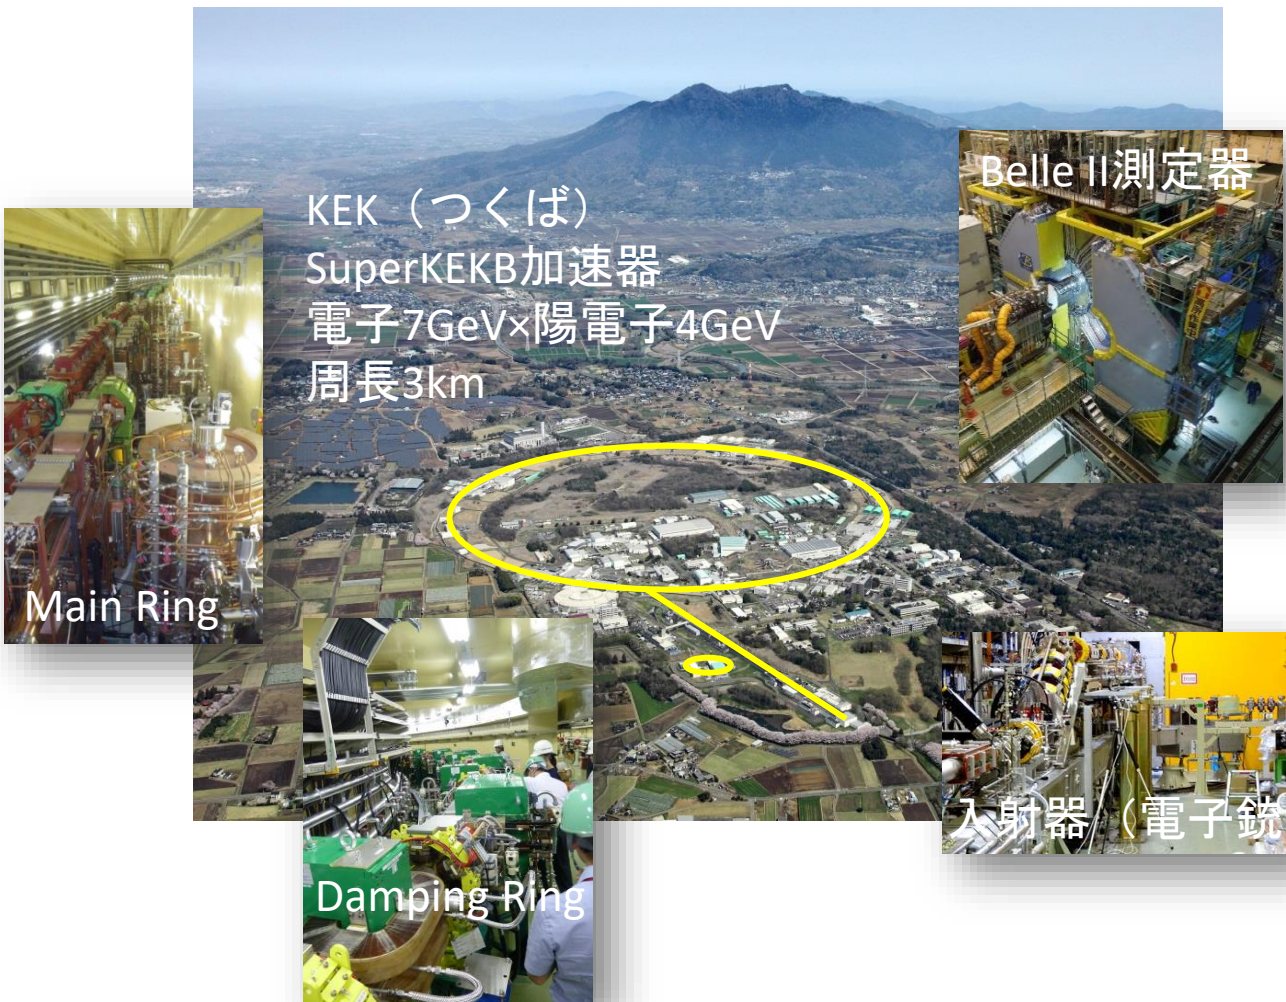 KEK（つくば）
SuperKEKB加速器
電子7GeV×陽電子4GeV
周長3km
Belle II測定器
Main Ring
Damping Ring
入射器（電子銃